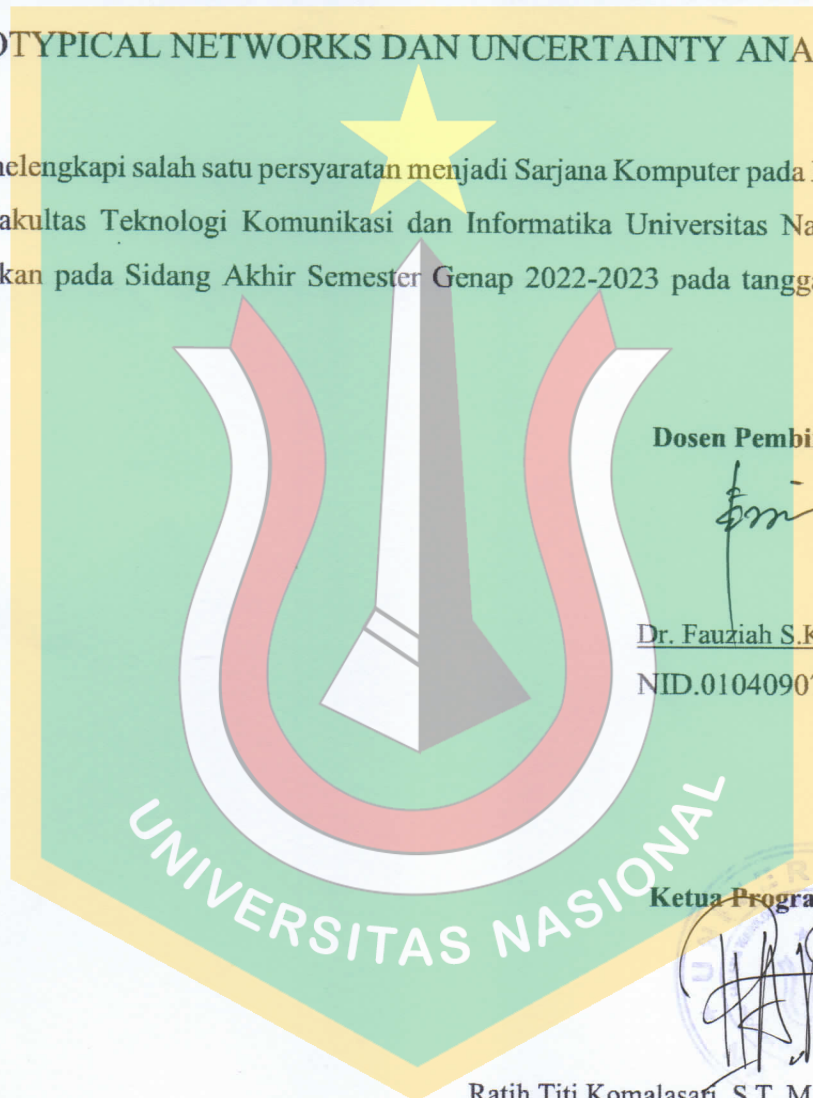 OTYPICAL NETWORKS DAN UNCERTAINTY ANA
melengkapi salah satu persyaratan menjadi Sarjana Komputer pada
akultas Teknologi Komunikasi dan Informatika Universitas Na
kan pada Sidang Akhir Semester Genap 2022-2023 pada tangga
Dosen Pembi
Dr. Fauziah S.K
NID.01040907
UNIVERSITAS NASIONAL
Ketua Progra
Ratih Titi Komalasari, S.T, M